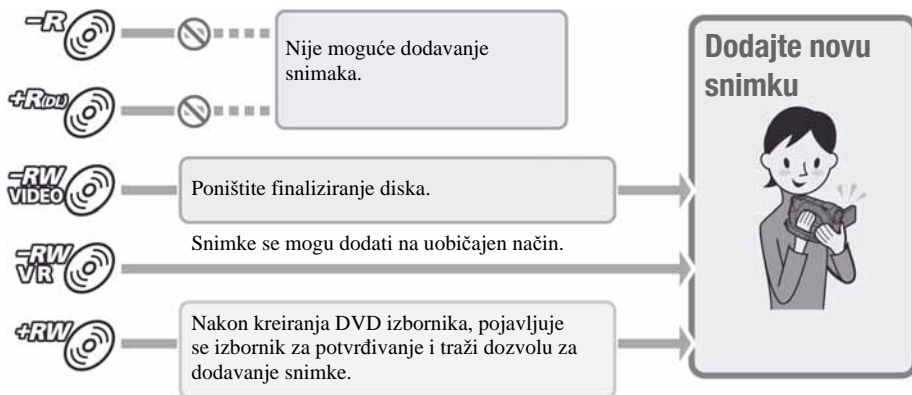 -R
Nije moguće dodavanje
snimaka.
+R(DL)
-RW
VIDEO
Poništite finaliziranje diska.
-RW
VR
Snimke se mogu dodati na uobičajen način.
+RW
Nakon kreiranja DVD izbornika, pojavljuje
se izbornik za potvrđivanje i traži dozvolu za
dodavanje snimke.
Dodajte novu
snimku